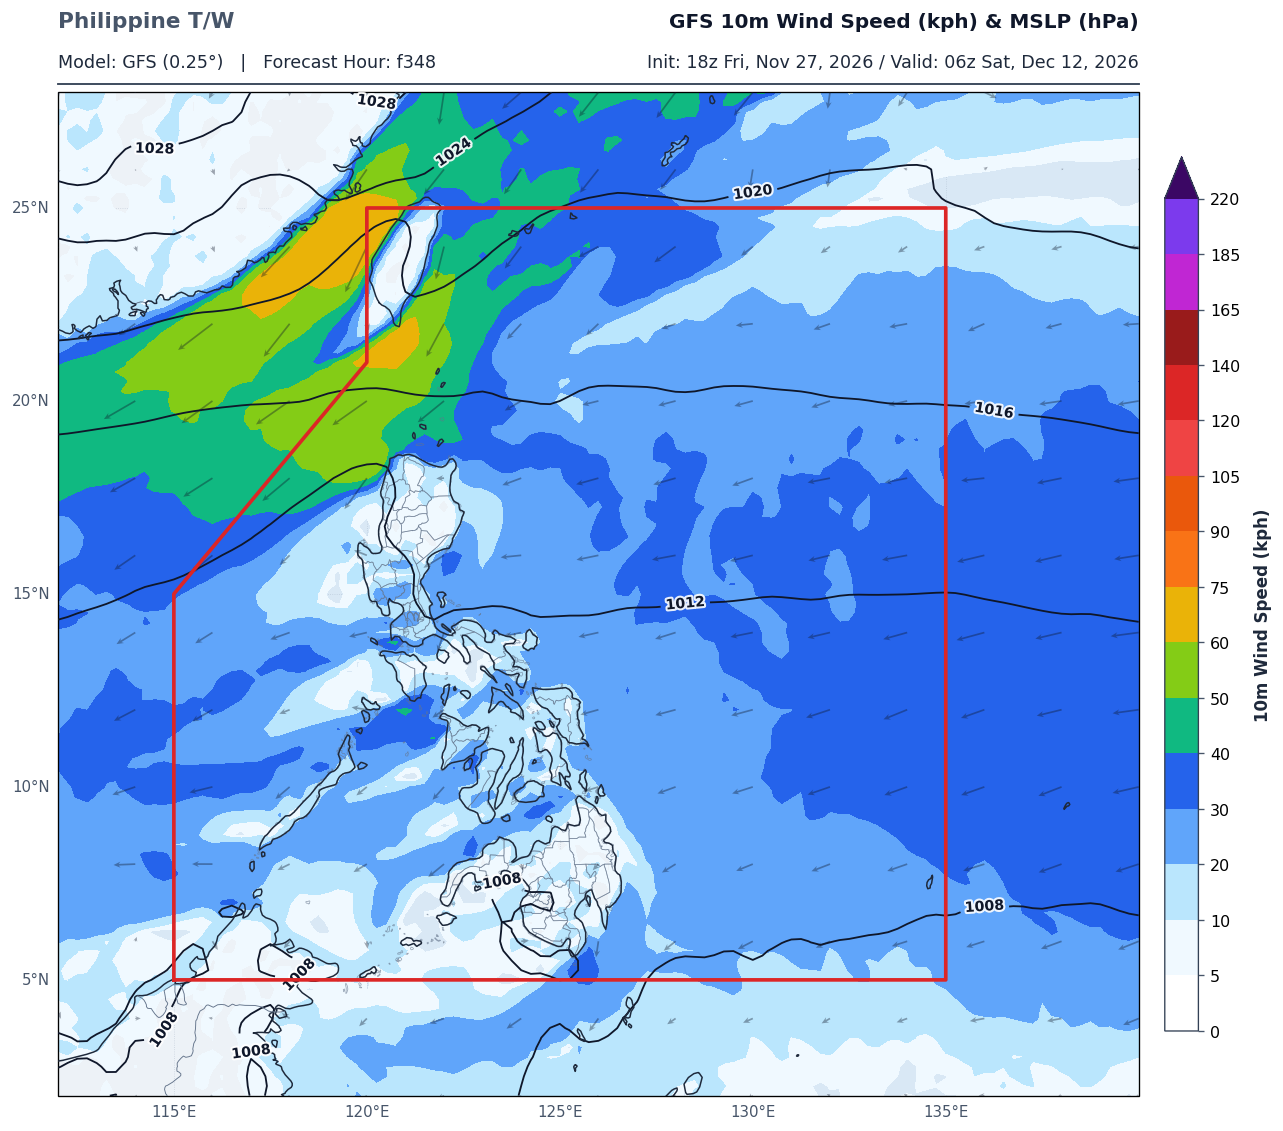 Philippine T/W
GFS 10m Wind Speed (kph) & MSLP (hPa)
Model: GFS (0.25°)   |   Forecast Hour: f348
Init: 18z Fri, Nov 27, 2026 / Valid: 06z Sat, Dec 12, 2026
1028
1028
1024
1020
1016
1012
1008
1008
1008
1008
1008
25°N
20°N
15°N
10°N
5°N
115°E
120°E
125°E
130°E
135°E
220
185
165
140
120
105
90
75
60
50
40
30
20
10
5
0
10m Wind Speed (kph)